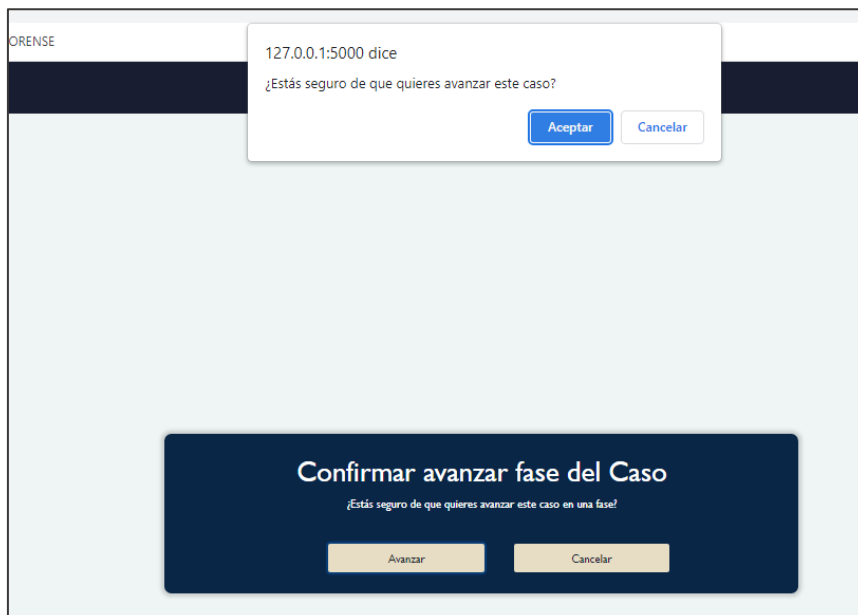 ORENSE
127.0.0.1:5000 dice
¿Estás seguro de que quieres avanzar este caso?
Aceptar Cancelar
Confirmar avanzar fase del Caso
¿Estás seguro de que quieres avanzar este caso en una fase?
Avanzar Cancelar